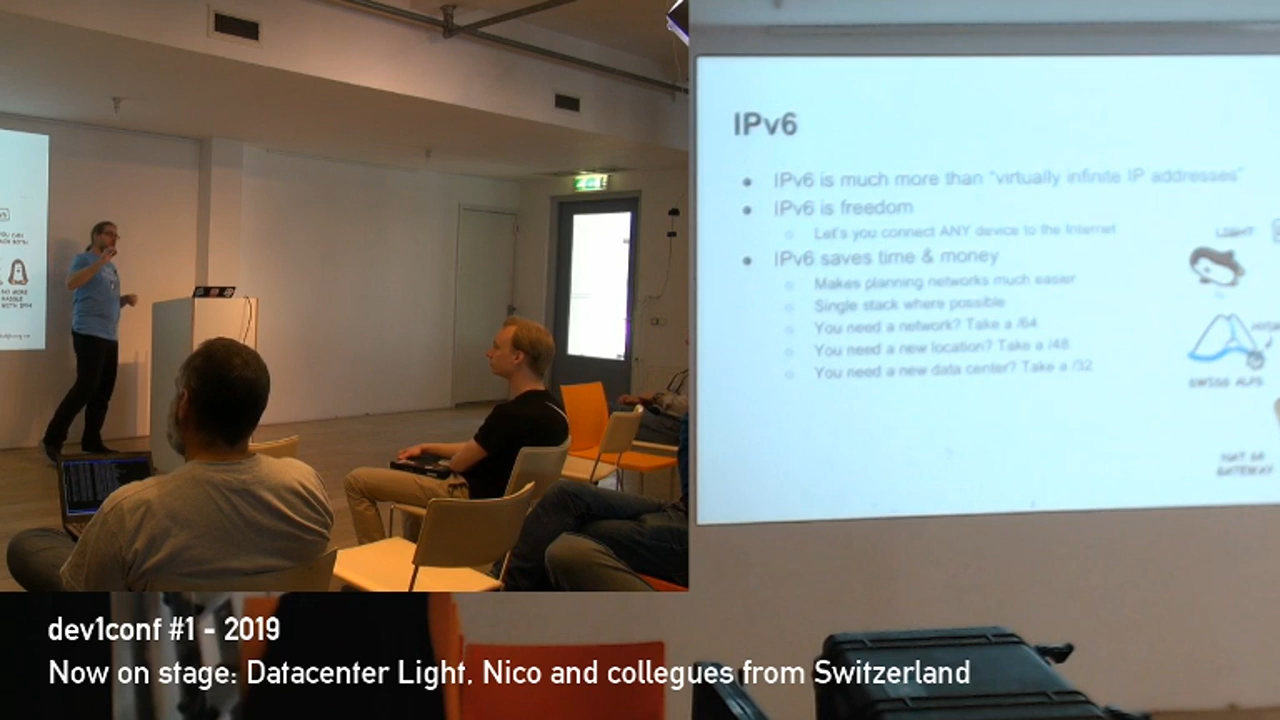 IPv6
IPv6 is much more than "virtually infinite IP addresses"
IPv6 is freedom
Let's you connect ANY device to the Internet
IPv6 saves time & money
Makes planning networks much easier
Single stack where possible
You need a network? Take a /64
You need a new location? Take a /48
You need a new data center? Take a /32
LIGHT
SWISS ALPS
NAT 64
GATEWAY
dev1conf #1 - 2019
Now on stage: Datacenter Light, Nico and collegues from Switzerland